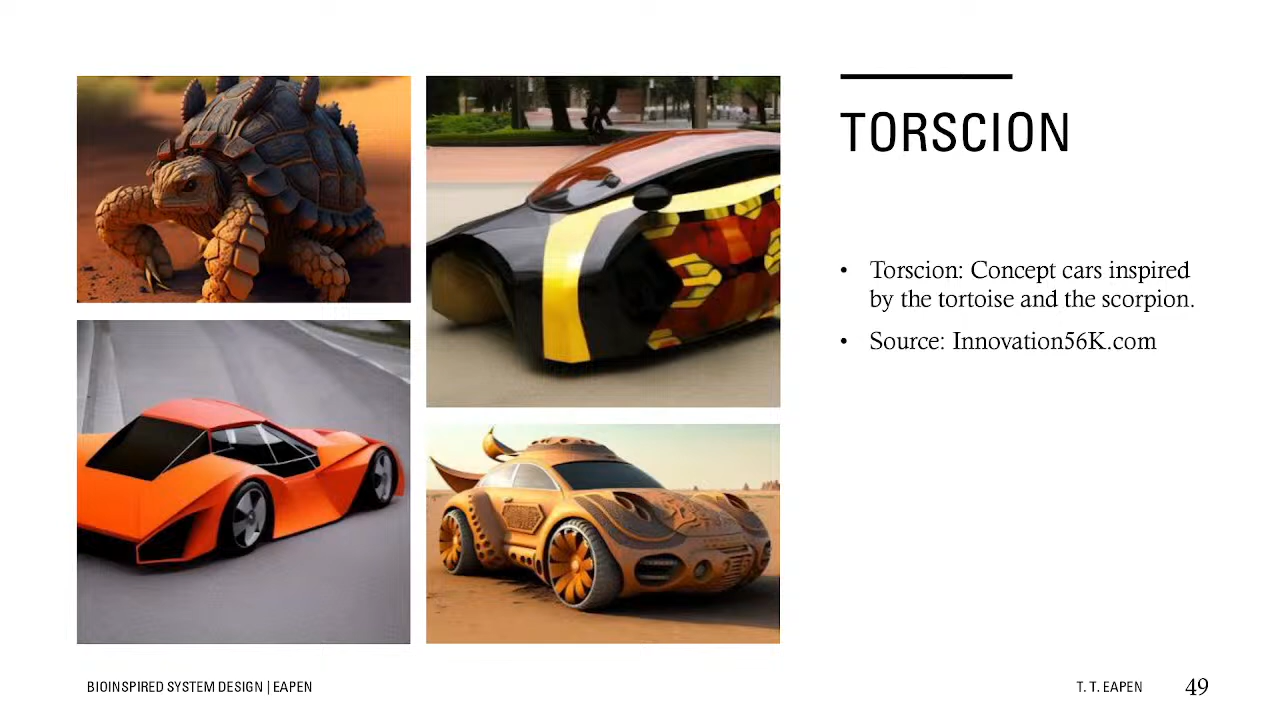 TORSCION
• Torscion: Concept cars inspired
by the tortoise and the scorpion.
• Source: Innovation56K.com
BIOINSPIRED SYSTEM DESIGN | EAPEN
T. T. EAPEN
49